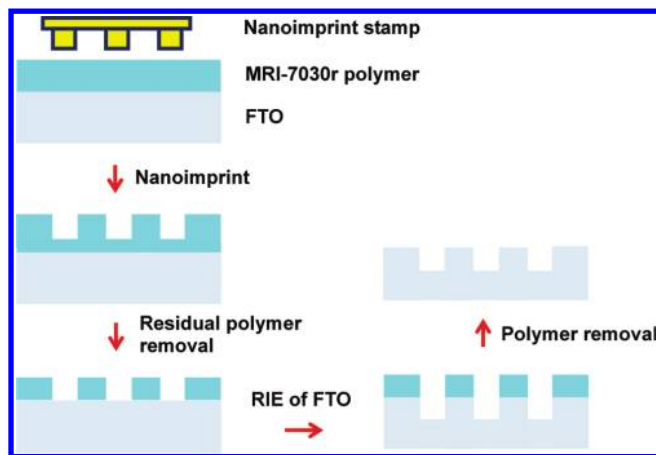 Nanoimprint stamp
MRI-7030r polymer
FTO
Nanoimprint
Residual polymer
removal
RIE of FTO
Polymer removal